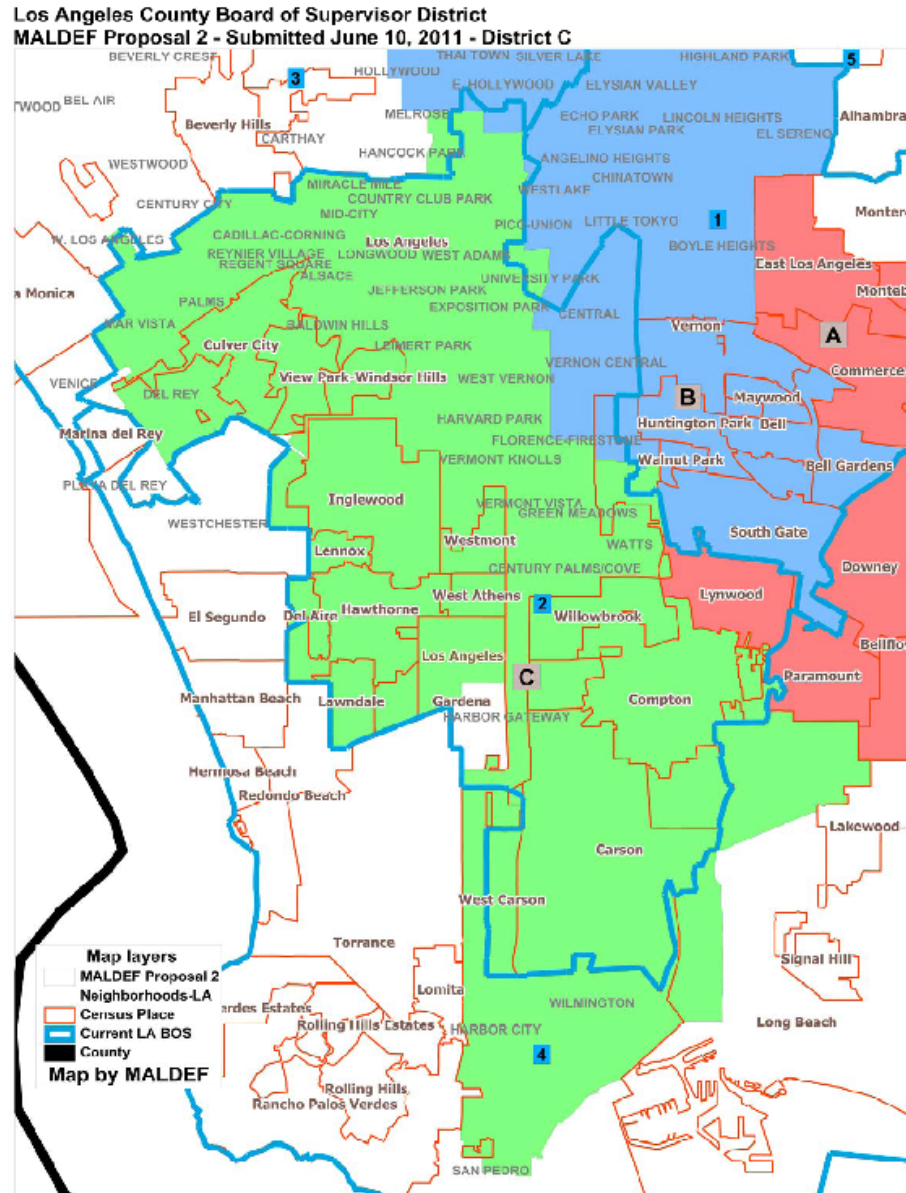 Los Angeles County Board of Supervisor District
MALDEF Proposal 2 - Submitted June 10, 2011 - District C
BEVERLY CREST
THAI TOWN SILVER LAKE
HIGHLAND PARK
5
HOLLYWOOD
3
E. HOLLYWOOD
ELYSIAN VALLEY
TWOOD
BEL AIR
MELROSE
ECHO PARK
LINCOLN HEIGHTS
Alhambra
Beverly Hills
ELYSIAN PARK
EL SERENO
CARTHAY
HANCOCK PARK
ANGELINO HEIGHTS
WESTWOOD
CHINATOWN
MIRACLE MILE
WESTLAKE
CENTURY CITY
COUNTRY CLUB PARK
MID-CITY
PICO-UNION
LITTLE TOKYO
1
Monter
W. LOS ANGELES
CADILLAC-CORNING
Los Angeles
BOYLE HEIGHTS
REYNIER VILLAGE
LONGWOOD
WEST ADAMS
REGENT SQUARE
East Los Angeles
ALSACE
UNIVERSITY PARK
a Monica
JEFFERSON PARK
Monteb
PALMS
EXPOSITION PARK
CENTRAL
MAR VISTA
BALDWIN HILLS
Vernon
A
Culver City
LEIMERT PARK
VERNON CENTRAL
Commerce
VENICE
View Park-Windsor Hills
WEST VERNON
DEL REY
B
Maywood
HARVARD PARK
Huntington Park
Bell
Marina del Rey
FLORENCE-FIRESTONE
VERMONT KNOLLS
Walnut Park
Bell Gardens
PLAYA DEL REY
Inglewood
VERMONT VISTA
GREEN MEADOWS
WESTCHESTER
South Gate
Lennox
Westmont
WATTS
CENTURY PALMS/COVE
Downey
West Athens
Lynwood
El Segundo
Del Aire
Hawthorne
2
Willowbrook
Los Angeles
Bellflo
C
Paramount
Manhattan Beach
Lawndale
Gardena
Compton
HARBOR GATEWAY
Hermosa Beach
Redondo Beach
Lakewood
Carson
West Carson
Torrance
Signal Hill
Lomita
WILMINGTON
Long Beach
erdes Estates
Rolling Hills Estates
HARBOR CITY
4
Rolling Hills
Rancho Palos Verdes
SAN PEDRO
Map layers
MALDEF Proposal 2
Neighborhoods-LA
Census Place
Current LA BOS
County
Map by MALDEF